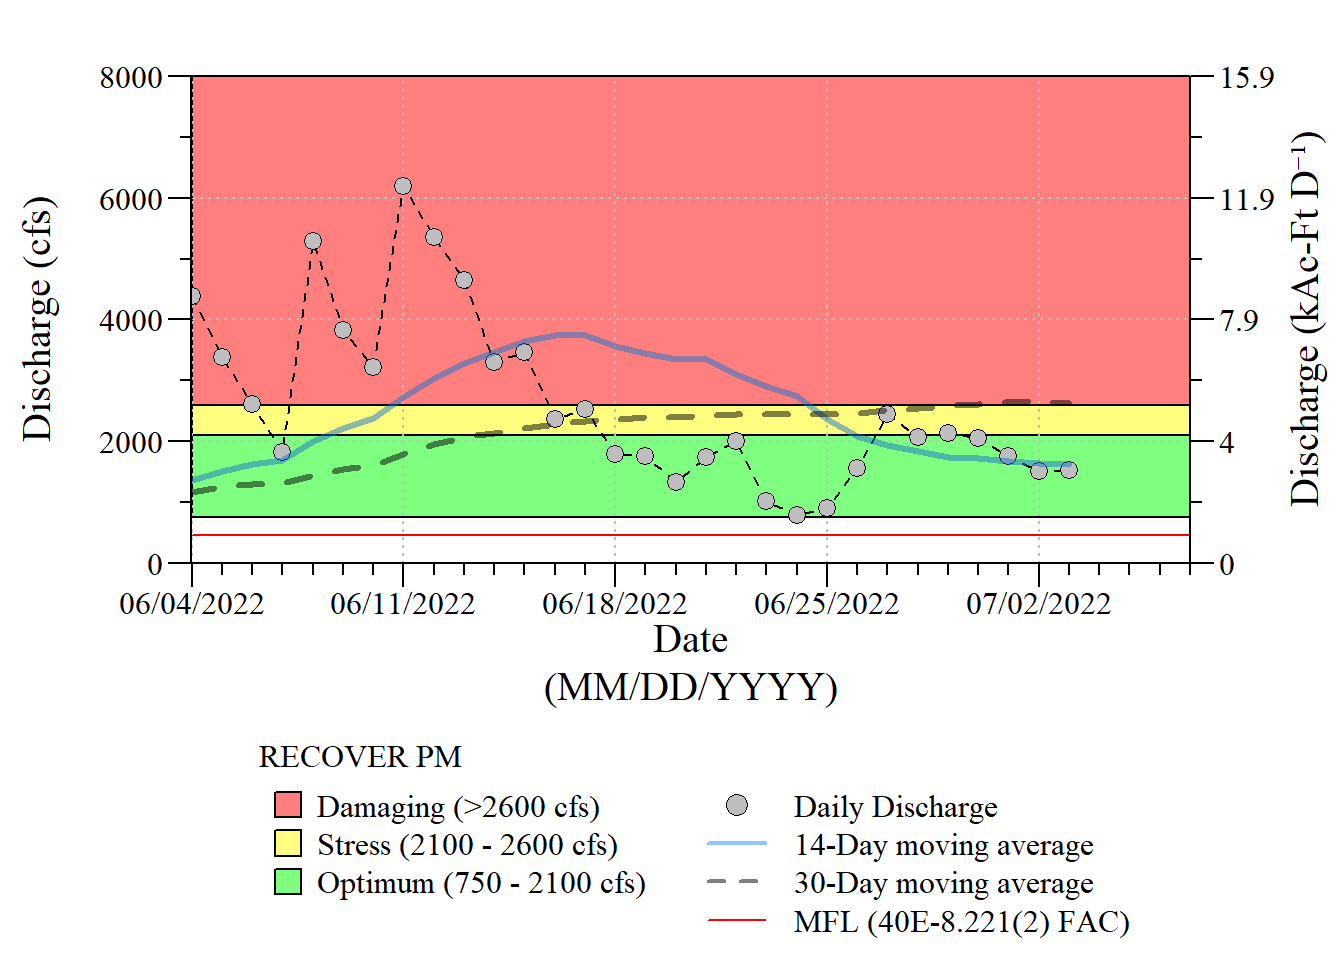 8000
6000
4000
2000
0
15.9
11.9
7.9
4
0
Discharge (cfs)
Discharge (kAc-Ft D⁻¹)
06/04/2022 06/11/2022 06/18/2022 06/25/2022 07/02/2022
Date
(MM/DD/YYYY)
RECOVER PM
Damaging (>2600 cfs)
Stress (2100 - 2600 cfs)
Optimum (750 - 2100 cfs)
Daily Discharge
14-Day moving average
30-Day moving average
MFL (40E-8.221(2) FAC)